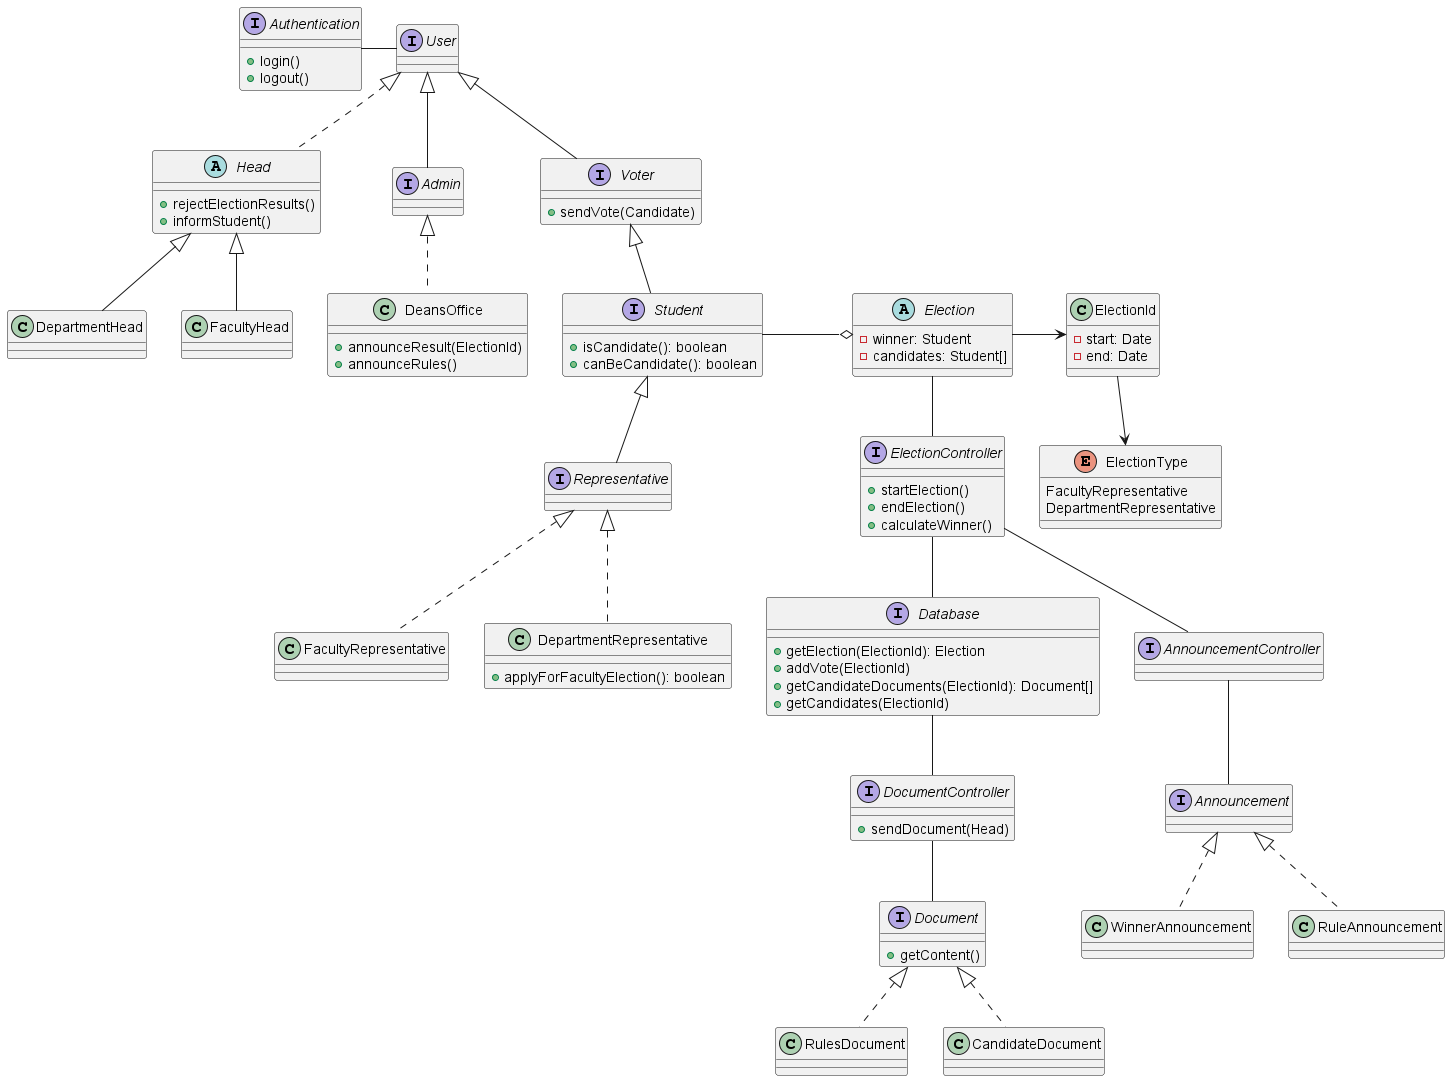 I Authentication
+ login()
+ logout()
I User
A Head
+ rejectElectionResults()
+ informStudent()
I Admin
I Voter
+ sendVote(Candidate)
C DepartmentHead
C FacultyHead
C DeansOffice
+ announceResult(ElectionId)
+ announceRules()
I Student
+ isCandidate(): boolean
+ canBeCandidate(): boolean
A Election
- winner: Student
- candidates: Student[]
C ElectionId
- start: Date
- end: Date
I Representative
I ElectionController
+ startElection()
+ endElection()
+ calculateWinner()
E ElectionType
FacultyRepresentative
DepartmentRepresentative
C FacultyRepresentative
C DepartmentRepresentative
+ applyForFacultyElection(): boolean
I Database
+ getElection(ElectionId): Election
+ addVote(ElectionId)
+ getCandidateDocuments(ElectionId): Document[]
+ getCandidates(ElectionId)
I AnnouncementController
I DocumentController
+ sendDocument(Head)
I Announcement
I Document
+ getContent()
C WinnerAnnouncement
C RuleAnnouncement
C RulesDocument
C CandidateDocument